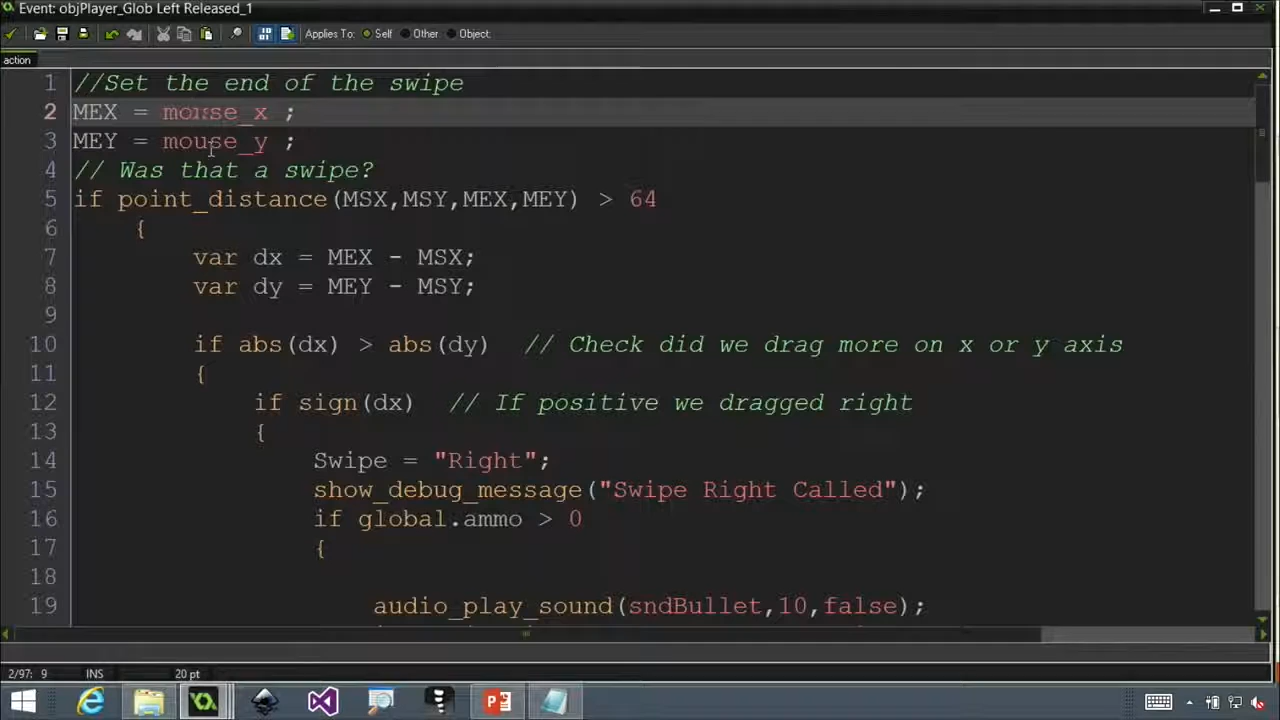 Event: objPlayer_Glob Left Released_1
Applies To: Self Other Object
action
1 //Set the end of the swipe
2 MEX = mouse_x ;
3 MEY = mouse_y ;
4 // Was that a swipe?
5 if point_distance(MSX,MSY,MEX,MEY) > 64
6 {
7 var dx = MEX - MSX;
8 var dy = MEY - MSY;
9
10 if abs(dx) > abs(dy) // Check did we drag more on x or y axis
11 {
12 if sign(dx) // If positive we dragged right
13 {
14 Swipe = "Right";
15 show_debug_message("Swipe Right Called");
16 if global.ammo > 0
17 {
18
19 audio_play_sound(sndBullet,10,false);
2/97: 9 INS 20 pt